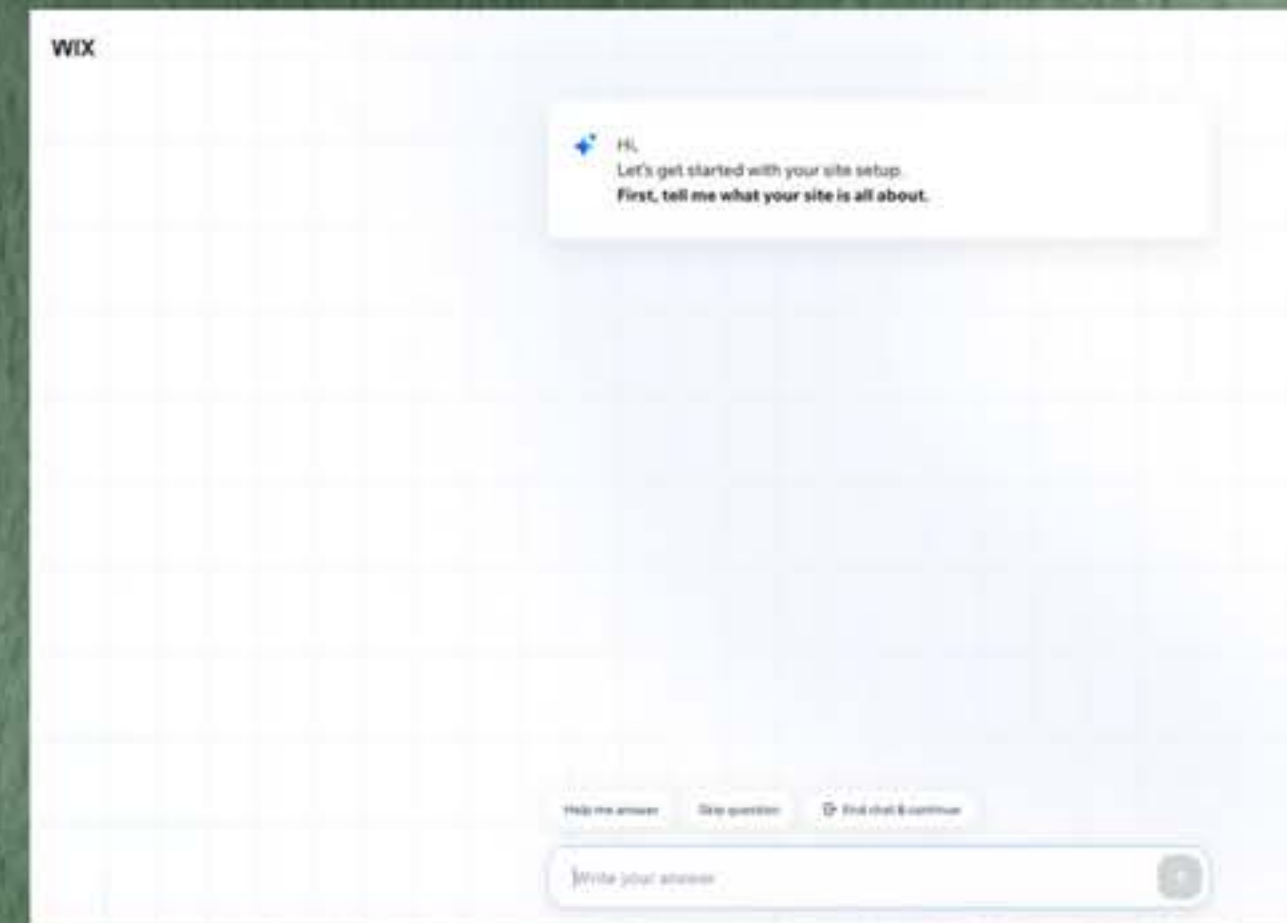 WIX
Hi,
Let's get started with your site setup.
First, tell me what your site is all about.
Help me answer
Skip question
End chat & continue
Write your answer